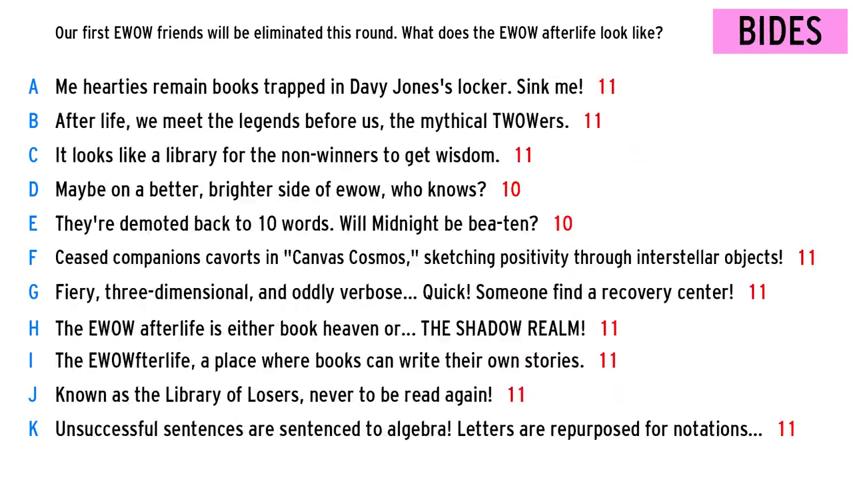 Our first EWOW friends will be eliminated this round. What does the EWOW afterlife look like?
BIDES
A Me hearties remain books trapped in Davy Jones's locker. Sink me! 11
B After life, we meet the legends before us, the mythical TWOWers. 11
C It looks like a library for the non-winners to get wisdom. 11
D Maybe on a better, brighter side of ewow, who knows? 10
E They're demoted back to 10 words. Will Midnight be bea-ten? 10
F Ceased companions cavorts in "Canvas Cosmos," sketching positivity through interstellar objects! 11
G Fiery, three-dimensional, and oddly verbose... Quick! Someone find a recovery center! 11
H The EWOW afterlife is either book heaven or... THE SHADOW REALM! 11
I The EWOWfterlife, a place where books can write their own stories. 11
J Known as the Library of Losers, never to be read again! 11
K Unsuccessful sentences are sentenced to algebra! Letters are repurposed for notations... 11